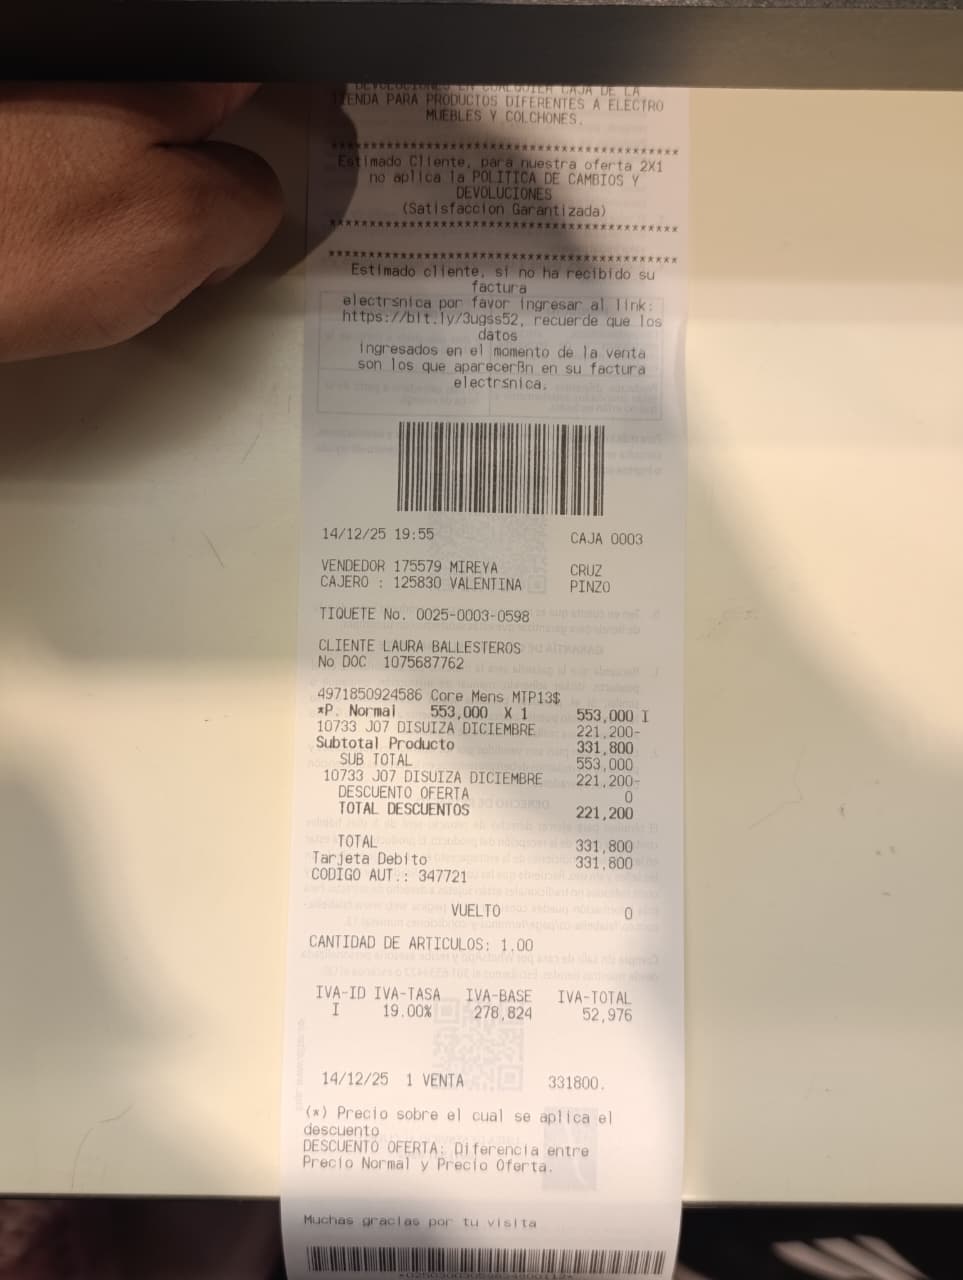 DEVOLUCIONES EN CUALQUIER CAJA DE LA
TIENDA PARA PRODUCTOS DIFERENTES A ELECTRO
MUEBLES Y COLCHONES.
******************************************
Estimado Cliente, para nuestra oferta 2X1
no aplica la POLITICA DE CAMBIOS Y
DEVOLUCIONES
(Satisfaccion Garantizada)
******************************************
******************************************
Estimado cliente, si no ha recibido su
factura
electrsnica por favor ingresar al link:
https://bit.ly/3ugss52, recuerde que los
datos
ingresados en el momento de la venta
son los que aparecerßn en su factura
electrsnica.
14/12/25 19:55 CAJA 0003
VENDEDOR 175579 MIREYA CRUZ
CAJERO : 125830 VALENTINA PINZO
TIQUETE No. 0025-0003-0598
CLIENTE LAURA BALLESTEROS
No DOC 1075687762
4971850924586 Core Mens MTP13$
*P. Normal 553,000 X 1 553,000 I
10733 J07 DISUIZA DICIEMBRE 221,200-
Subtotal Producto 331,800
SUB TOTAL 553,000
10733 J07 DISUIZA DICIEMBRE 221,200-
DESCUENTO OFERTA 0
TOTAL DESCUENTOS 221,200
TOTAL 331,800
Tarjeta Debito 331,800
CODIGO AUT.: 347721
VUELTO 0
CANTIDAD DE ARTICULOS: 1.00
IVA-ID IVA-TASA IVA-BASE IVA-TOTAL
I 19.00% 278,824 52,976
14/12/25 1 VENTA 331800.
(*) Precio sobre el cual se aplica el
descuento
DESCUENTO OFERTA: Diferencia entre
Precio Normal y Precio Oferta.
Muchas gracias por tu visita